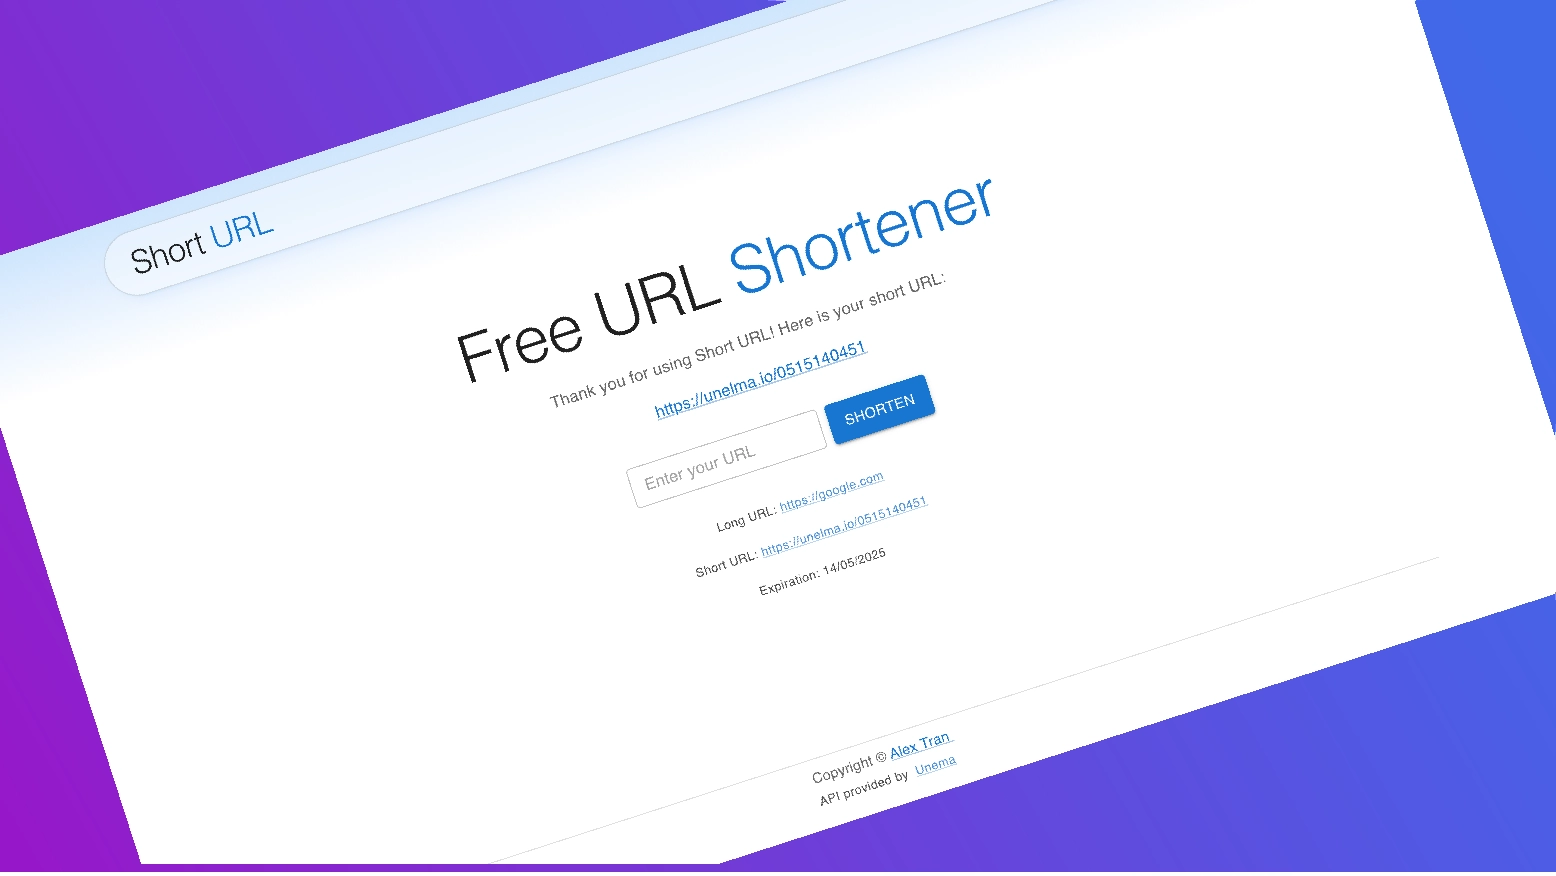 Short URL
Free URL Shortener
Thank you for using Short URL! Here is your short URL:
https://unelma.io/0515140451
Enter your URL
SHORTEN
Long URL: https://google.com
Short URL: https://unelma.io/0515140451
Expiration: 14/05/2025
Copyright © Alex Tran
API provided by Unema